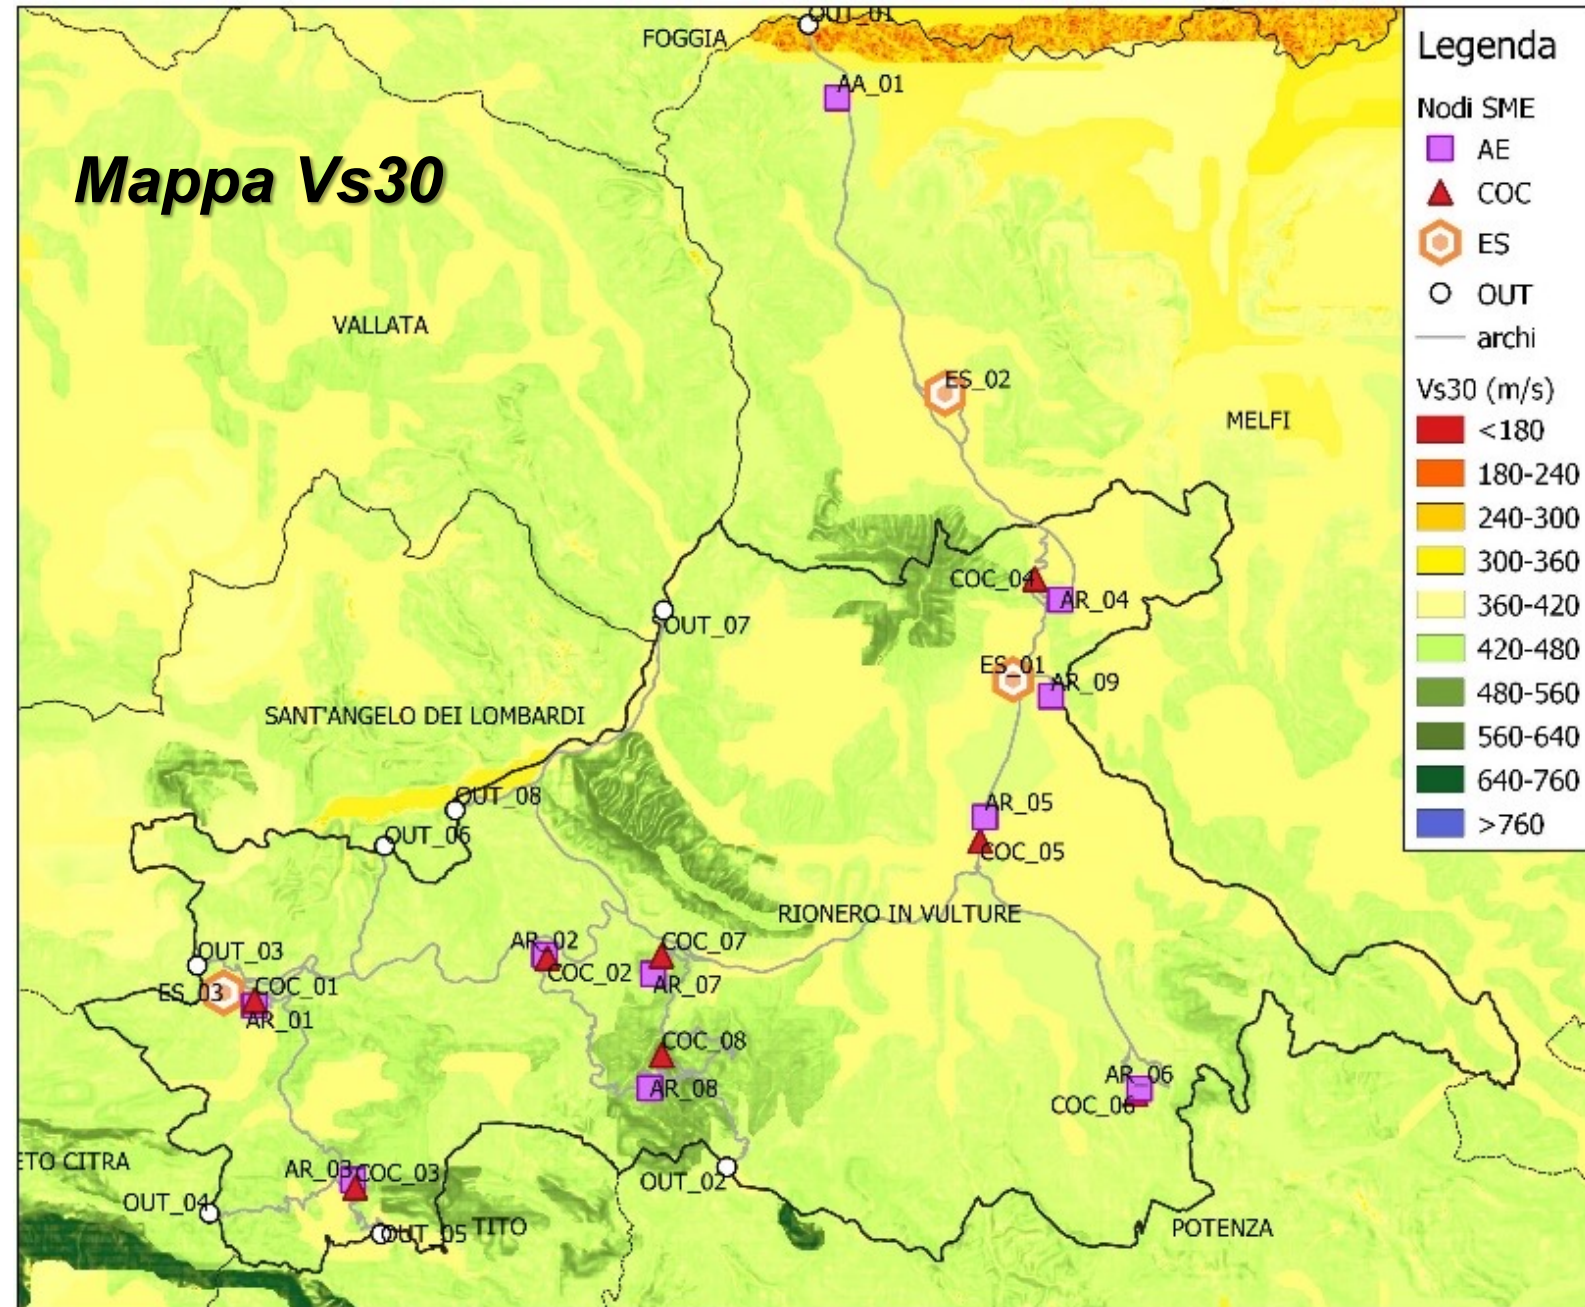 OUT_01
FOGGIA
AA_01
Mappa Vs30
VALLATA
ES_02
MELFI
COC_04
AR_04
OUT_07
ES_01
AR_09
SANT'ANGELO DEI LOMBARDI
OUT_08
AR_05
OUT_06
COC_05
RIONERO IN VULTURE
AR_02
COC_07
OUT_03
COC_02
AR_07
ES_03
COC_01
AR_01
COC_08
AR_08
AR_06
COC_06
ETO CITRA
AR_03
COC_03
OUT_02
OUT_04
OUT_05
TITO
POTENZA
Legenda
Nodi SME
AE
COC
ES
OUT
archi
Vs30 (m/s)
<180
180-240
240-300
300-360
360-420
420-480
480-560
560-640
640-760
>760